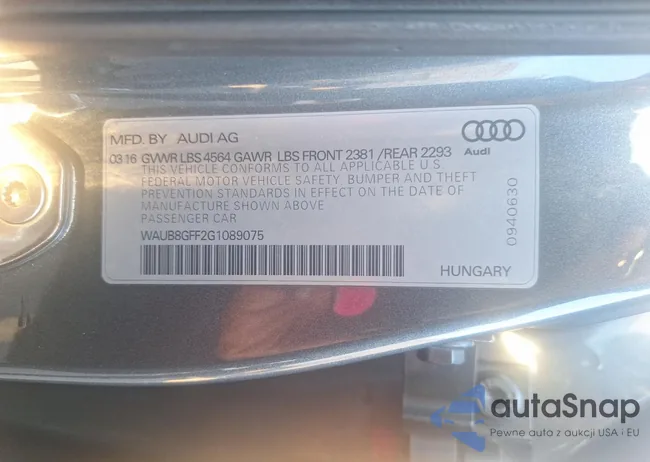 MFD. BY AUDI AG
Audi
03 16 GVWR LBS 4564 GAWR LBS FRONT 2381 /REAR 2293
THIS VEHICLE CONFORMS TO ALL APPLICABLE U S
FEDERAL MOTOR VEHICLE SAFETY, BUMPER AND THEFT
PREVENTION STANDARDS IN EFFECT ON THE DATE OF
MANUFACTURE SHOWN ABOVE
PASSENGER CAR
0940630
WAUB8GFF2G1089075
HUNGARY
autaSnap
Pewne auta z aukcji USA i EU